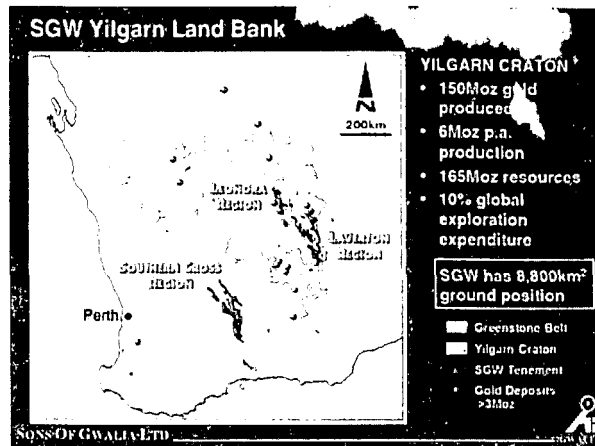 SGW Yilgarn Land Bank
N
200km
LEONORA
REGION
LAVERTON
REGION
SOUTHERN CROSS
REGION
Perth
YILGARN CRATON
• 150Moz gold
produced
• 6Moz p.a.
production
• 165Moz resources
• 10% global
exploration
expenditure
SGW has 8,800km²
ground position
Greenstone Belt
Yilgarn Craton
SGW Tenement
Gold Deposits
>3Moz
SONS OF GWALIA LTD